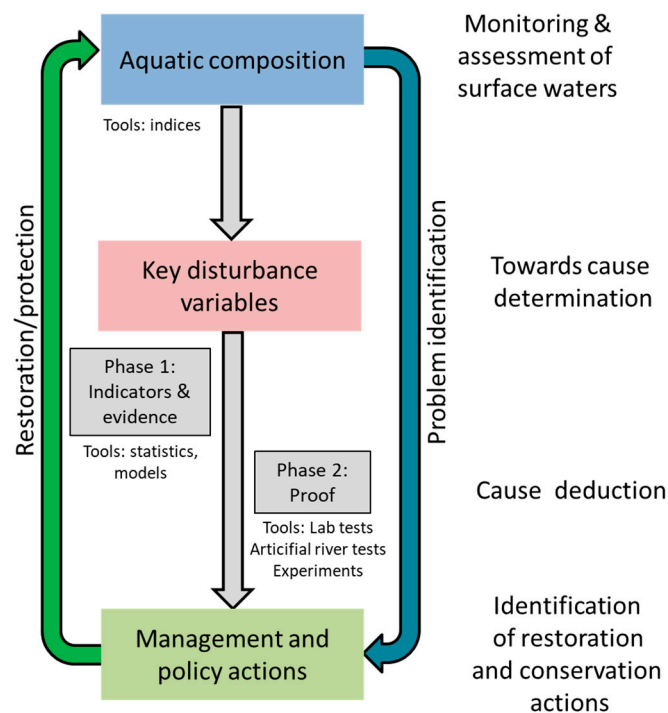 Aquatic composition
Monitoring &
assessment of
surface waters
Tools: indices
Restoration/protection
Problem identification
Key disturbance
variables
Towards cause
determination
Phase 1:
Indicators &
evidence
Tools: statistics,
models
Phase 2:
Proof
Tools: Lab tests
Articifial river tests
Experiments
Cause deduction
Management and
policy actions
Identification
of restoration
and conservation
actions